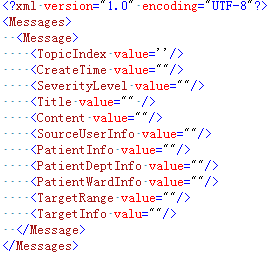 <?xml version="1.0" encoding="UTF-8"?>
<Messages>
  <Message>
    <TopicIndex value=''/>
    <CreateTime value=""/>
    <SeverityLevel value=""/>
    <Title value="" />
    <Content value=""/>
    <SourceUserInfo value=""/>
    <PatientInfo value=""/>
    <PatientDeptInfo value=""/>
    <PatientWardInfo value=""/>
    <TargetRange value=""/>
    <TargetInfo valu=""/>
  </Message>
</Messages>